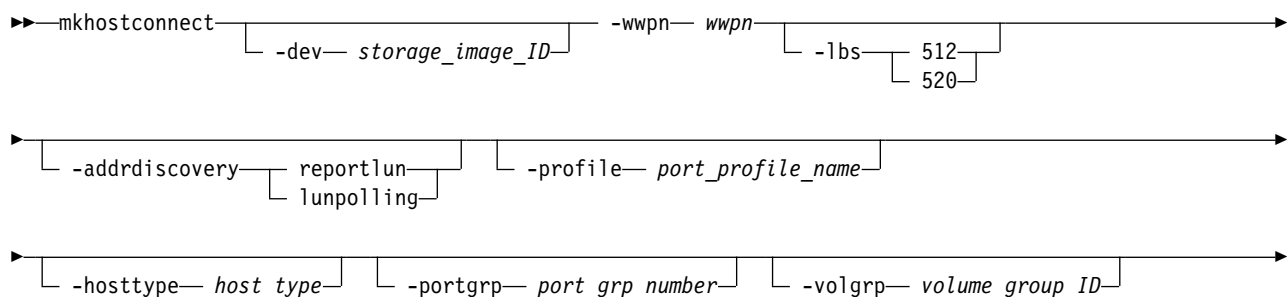 mkhostconnect -dev storage_image_ID -wwpn wwpn -lbs 512
520
-addrdiscovery reportlun -profile port_profile_name
lunpolling
-hosttype host type -portgrp port grp number -volgrp volume group ID